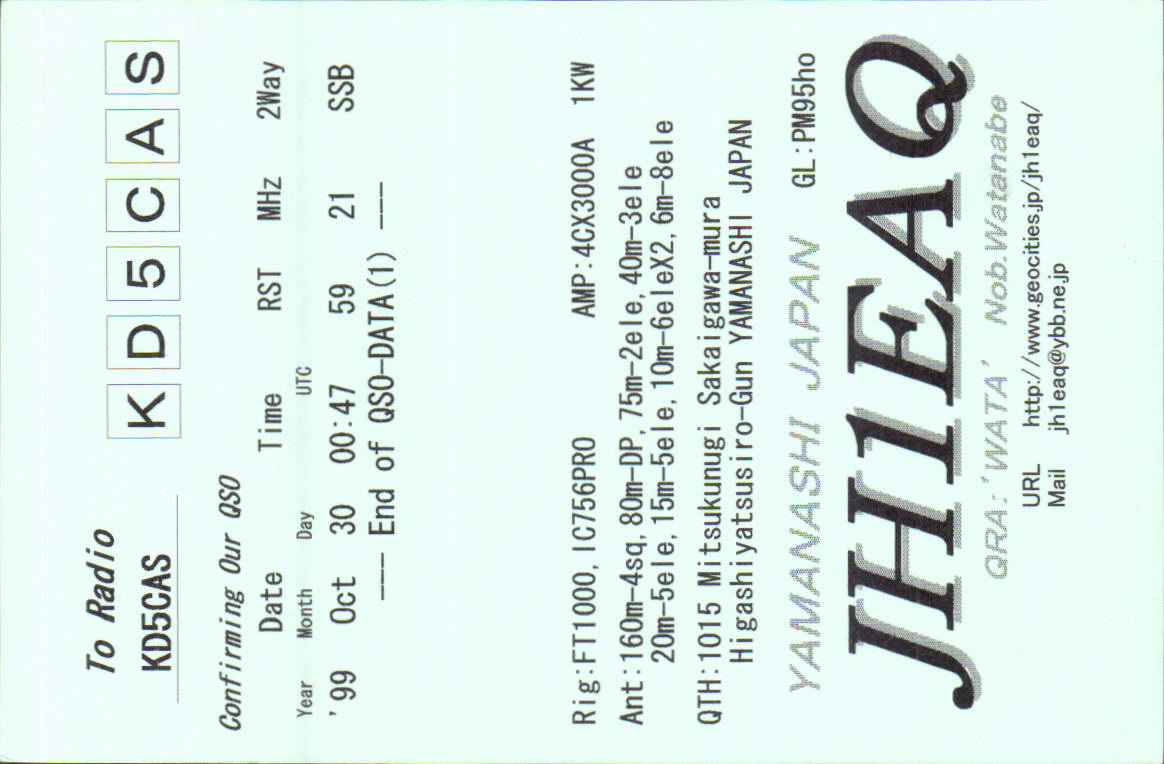 To Radio
KD5CAS
K D 5 C A S
Confirming Our QSO
Date Time RST MHz 2Way
Year Month Day UTC
'99 Oct 30 00:47 59 21 SSB
--- End of QSO-DATA(1) ---
Rig:FT1000,IC756PRO AMP:4CX3000A 1KW
Ant:160m-4sq,80m-DP,75m-2ele,40m-3ele
20m-5ele,15m-5ele,10m-6eleX2,6m-8ele
QTH:1015 Mitsukunugi Sakaigawa-mura
Higashiyatsusiro-Gun YAMANASHI JAPAN
YAMANASHI JAPAN GL:PM95ho
JH1EAQ
QRA:'WATA' Nob.Watanabe
URL http://www.geocities.jp/jh1eaq/
Mail jh1eaq@ybb.ne.jp